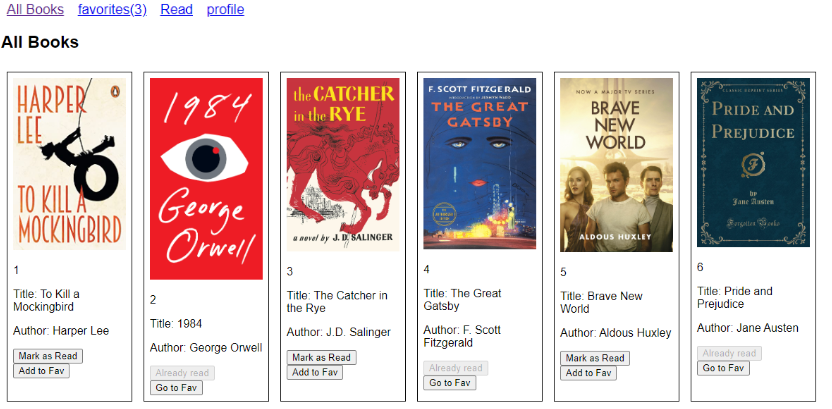 All Books favorites(3) Read profile
All Books
HARPER
LEE
TO KILL A
MOCKINGBIRD
1
Title: To Kill a
Mockingbird
Author: Harper Lee
Mark as Read
Add to Fav
1984
George
Orwell
2
Title: 1984
Author: George Orwell
Already read
Go to Fav
the CATCHER
in the RYE
a novel by J. D. SALINGER
3
Title: The Catcher in
the Rye
Author: J.D. Salinger
Mark as Read
Add to Fav
F. SCOTT FITZGERALD
THE GREAT
GATSBY
4
Title: The Great
Gatsby
Author: F. Scott
Fitzgerald
Already read
Go to Fav
NOW A MAJOR TV SERIES
BRAVE
NEW
WORLD
ALDOUS HUXLEY
5
Title: Brave New
World
Author: Aldous Huxley
Mark as Read
Add to Fav
CLASSIC REPRINT SERIES
PRIDE AND
PREJUDICE
F
by
Jane Austen
Forgotten Books
6
Title: Pride and
Prejudice
Author: Jane Austen
Already read
Go to Fav